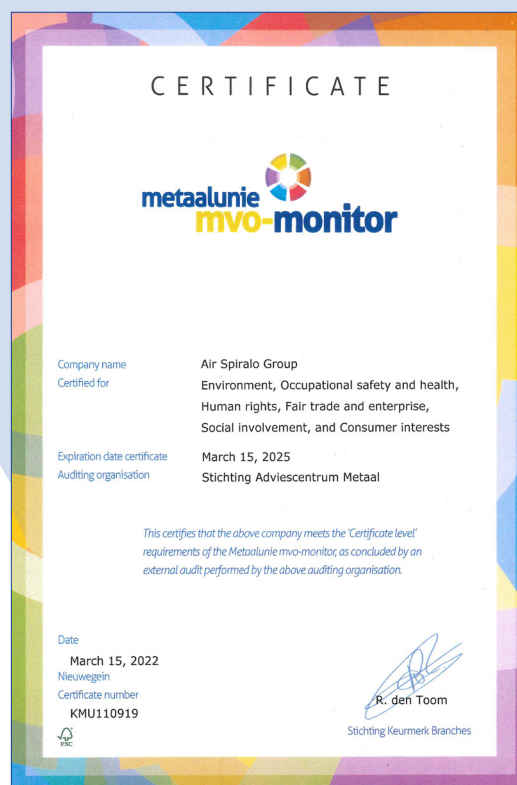 CERTIFICATE
metaalunie
mvo-monitor
Company name Air Spiralo Group
Certified for Environment, Occupational safety and health,
Human rights, Fair trade and enterprise,
Social involvement, and Consumer interests
Expiration date certificate March 15, 2025
Auditing organisation Stichting Adviescentrum Metaal
This certifies that the above company meets the 'Certificate level'
requirements of the Metaalunie mvo-monitor, as concluded by an
external audit performed by the above auditing organisation.
Date
March 15, 2022
Nieuwegein
Certificate number
KMU110919
FSC
R. den Toom
Stichting Keurmerk Branches